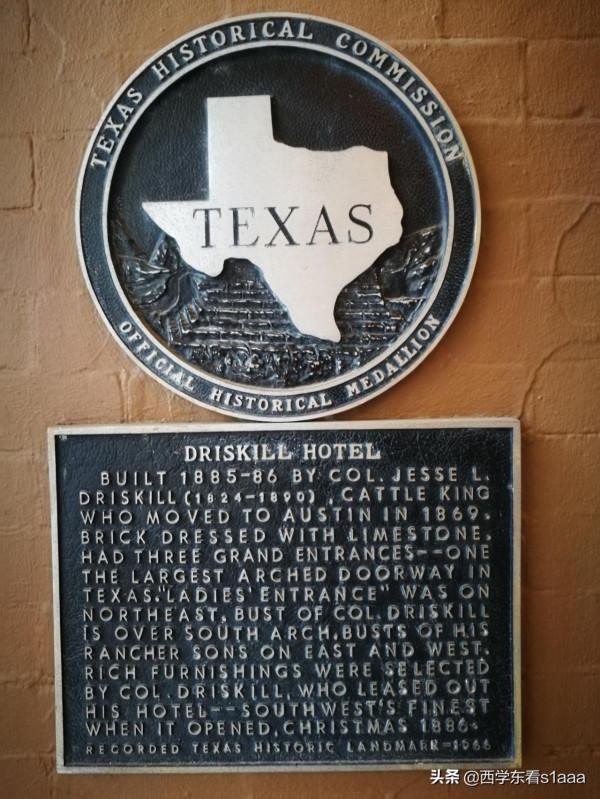 TEXAS HISTORICAL COMMISSION
TEXAS
OFFICIAL HISTORICAL MEDALLION
DRISKILL HOTEL
BUILT 1885-86 BY COL. JESSE L.
DRISKILL (1824-1890), CATTLE KING
WHO MOVED TO AUSTIN IN 1869.
BRICK DRESSED WITH LIMESTONE.
HAD THREE GRAND ENTRANCES--ONE
THE LARGEST ARCHED DOORWAY IN
TEXAS. "LADIES' ENTRANCE" WAS ON
NORTHEAST. BUST OF COL. DRISKILL
IS OVER SOUTH ARCH. BUSTS OF HIS
RANCHER SONS ON EAST AND WEST.
RICH FURNISHINGS WERE SELECTED
BY COL. DRISKILL, WHO LEASED OUT
HIS HOTEL--SOUTHWEST'S FINEST
WHEN IT OPENED, CHRISTMAS 1886.
RECORDED TEXAS HISTORIC LANDMARK-1966
头条 @西学东看s1aaa